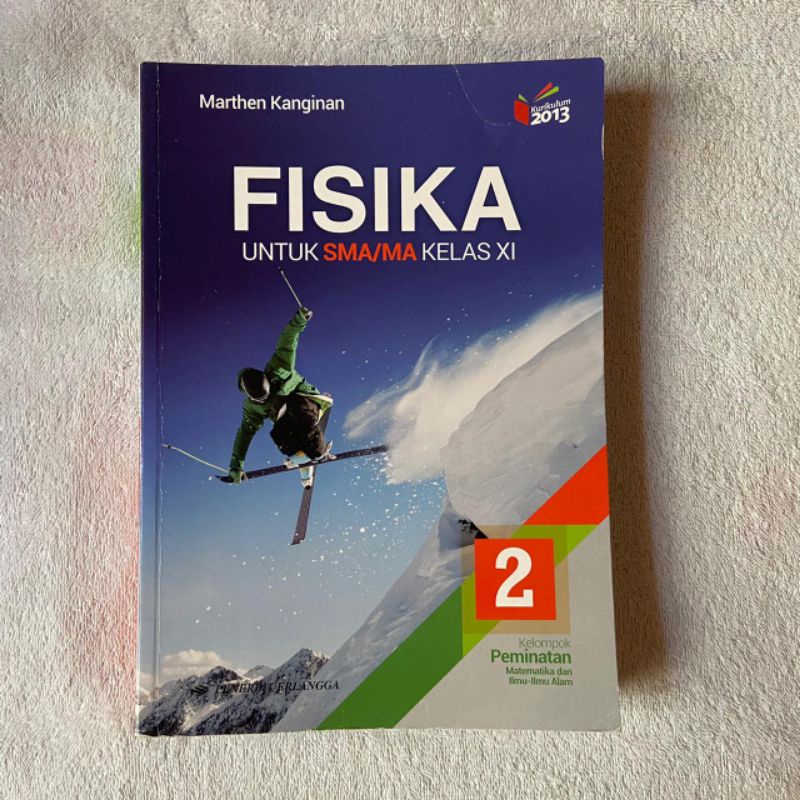 Marthen Kanginan
Kurikulum
2013
FISIKA
UNTUK SMA/MA KELAS XI
2
Kelompok
Peminatan
Matematika dan
Ilmu-Ilmu Alam
PENERBIT ERLANGGA